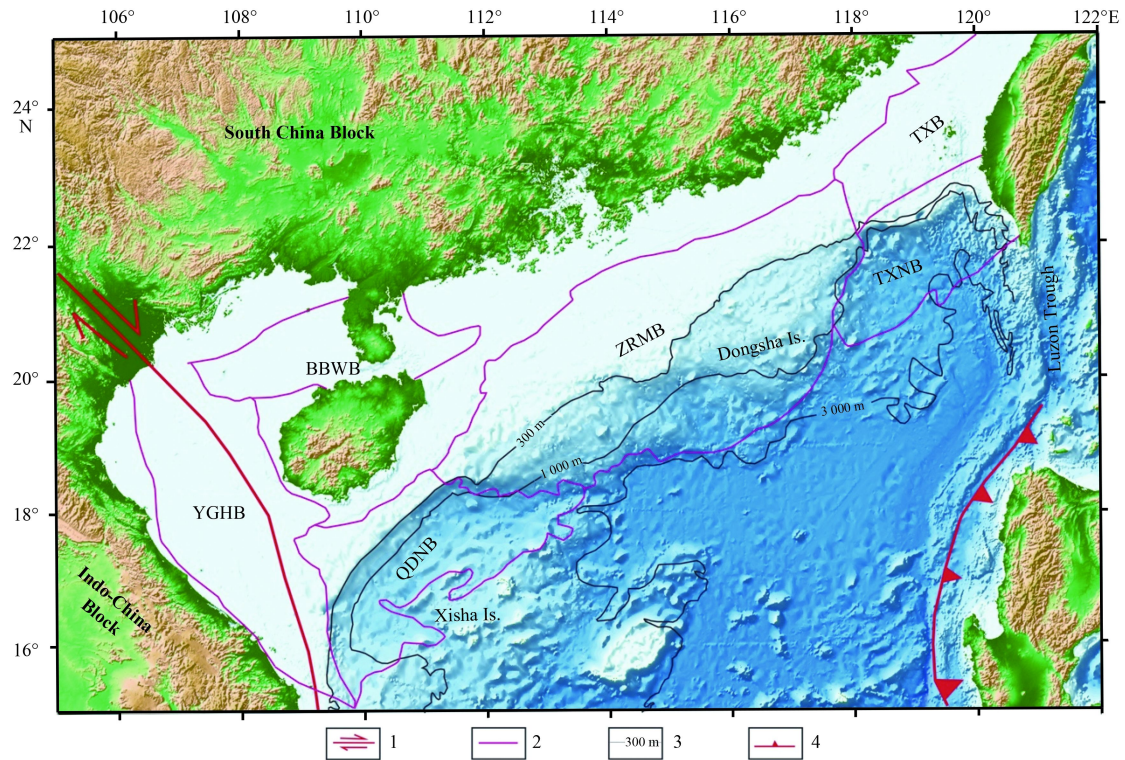 106° 108° 110° 112° 114° 116° 118° 120° 122°E
24°
N
22°
20°
18°
16°
South China Block
TXB
TXNB
Luzon Trough
ZRMB
Dongsha Is.
BBWB
300 m
1 000 m
3 000 m
YGHB
QDNB
Indo-China
Block
Xisha Is.
1 2 300 m 3 4